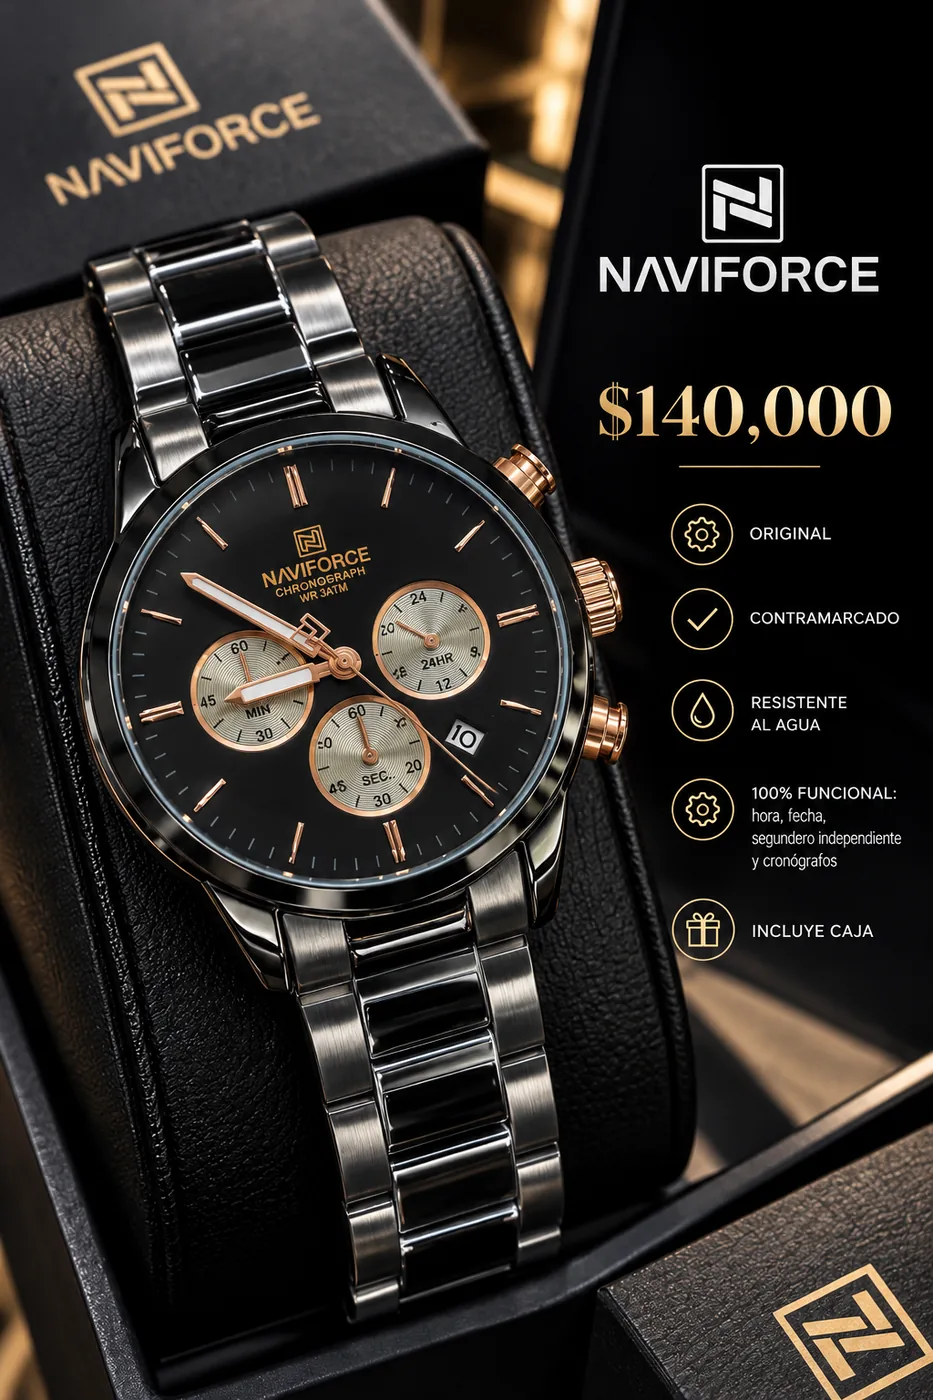 NAVIFORCE
NAVIFORCE
$140,000
ORIGINAL
CONTRAMARCADO
RESISTENTE
AL AGUA
100% FUNCIONAL:
hora, fecha,
segundero independiente
y cronógrafos
INCLUYE CAJA
NAVIFORCE
CHRONOGRAPH
WR 3ATM
60
45
MIN
30
24
20
24HR
12
60
20
SEC.
30
10